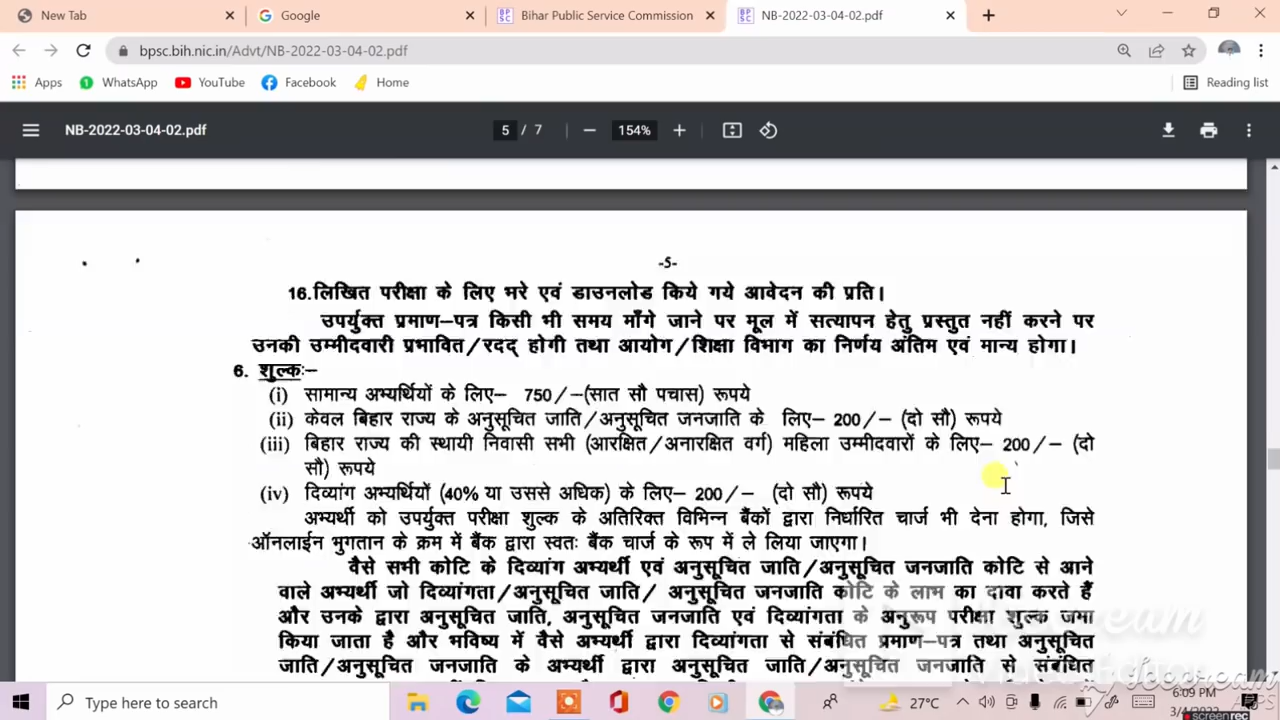 New Tab
Google
Bihar Public Service Commission
NB-2022-03-04-02.pdf
bpsc.bih.nic.in/Advt/NB-2022-03-04-02.pdf
Apps
WhatsApp
YouTube
Facebook
Home
Reading list
NB-2022-03-04-02.pdf
5 / 7
154%
-5-
16.लिखित परीक्षा के लिए भरे एवं डाउनलोड किये गये आवेदन की प्रति।
उपर्युक्त प्रमाण–पत्र किसी भी समय माँगे जाने पर मूल में सत्यापन हेतु प्रस्तुत नहीं करने पर
उनकी उम्मीदवारी प्रभावित/रदद् होगी तथा आयोग/शिक्षा विभाग का निर्णय अंतिम एवं मान्य होगा।
6. शुल्कः–
(i) सामान्य अभ्यर्थियों के लिए– 750/–(सात सौ पचास) रूपये
(ii) केवल बिहार राज्य के अनुसूचित जाति/अनुसूचित जनजाति के लिए– 200/– (दो सौ) रूपये
(iii) बिहार राज्य की स्थायी निवासी सभी (आरक्षित/अनारक्षित वर्ग) महिला उम्मीदवारों के लिए– 200/– (दो
सौ) रूपये
(iv) दिव्यांग अभ्यर्थियों (40% या उससे अधिक) के लिए– 200/– (दो सौ) रूपये
अभ्यर्थी को उपर्युक्त परीक्षा शुल्क के अतिरिक्त विभिन्न बैंकों द्वारा निर्धारित चार्ज भी देना होगा, जिसे
ऑनलाईन भुगतान के क्रम में बैंक द्वारा स्वतः बैंक चार्ज के रूप में ले लिया जाएगा।
वैसे सभी कोटि के दिव्यांग अभ्यर्थी एवं अनुसूचित जाति/अनुसूचित जनजाति कोटि से आने
वाले अभ्यर्थी जो दिव्यांगता/अनुसूचित जाति/ अनुसूचित जनजाति कोटि के लाभ का दावा करते हैं
और उनके द्वारा अनुसूचित जाति, अनुसूचित जनजाति एवं दिव्यांगता के अनुरूप परीक्षा शुल्क जमा
किया जाता है और भविष्य में वैसे अभ्यर्थी द्वारा दिव्यांगता से संबंधित प्रमाण–पत्र तथा अनुसूचित
जाति/अनुसूचित जनजाति के अभ्यर्थी द्वारा अनुसूचित जाति/अनुसूचित जनजाति से संबंधित
Type here to search
27°C
6:09 PM
3/4/2022
screenrec